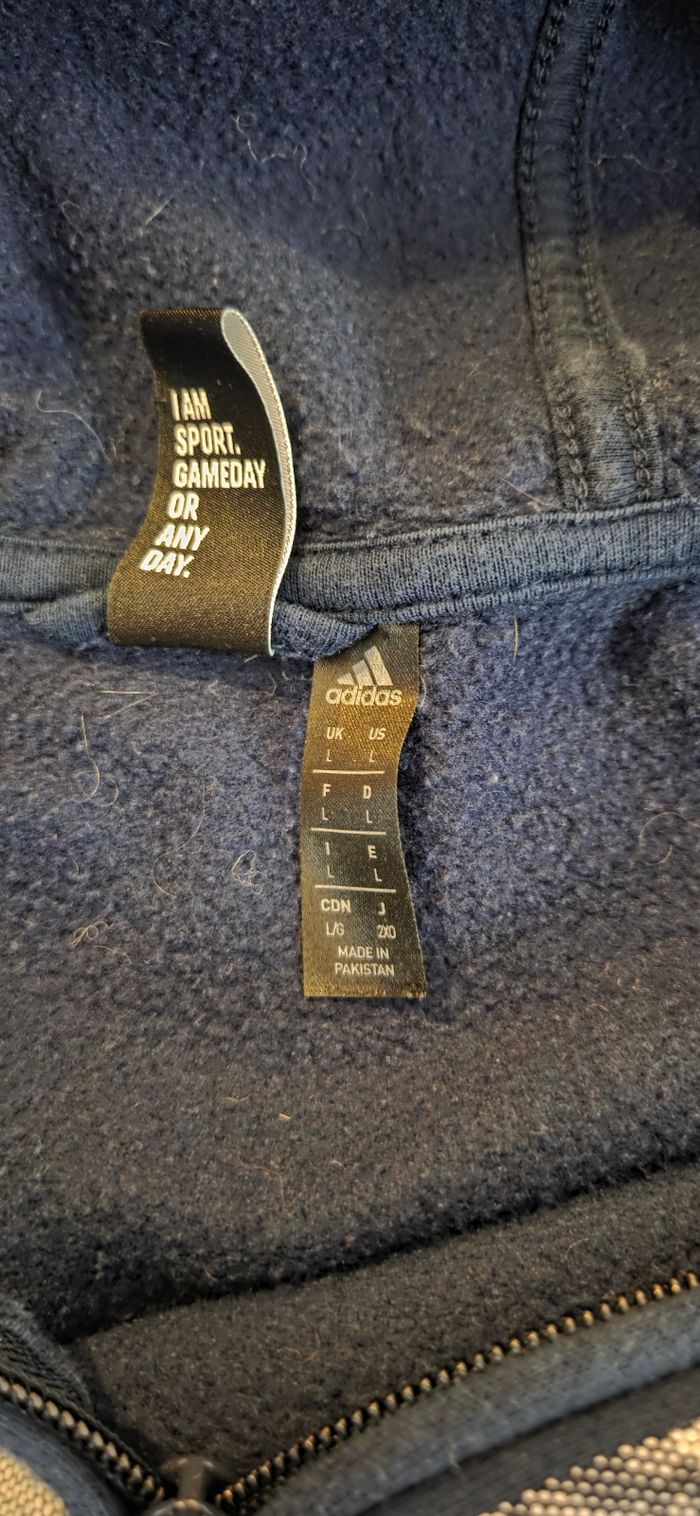 I AM
SPORT.
GAMEDAY
OR
ANY
DAY.
adidas
UK US
L L
F D
L L
I E
L L
CDN J
L/G 2XO
MADE IN
PAKISTAN